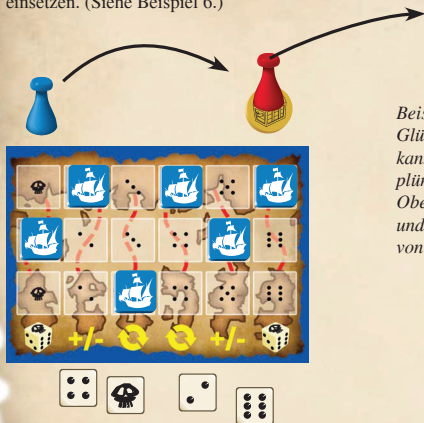 einsetzen. (Siehe Beispiel 6.)
Beis
Glü
kan
plün
Obe
und
von
+/- +/-